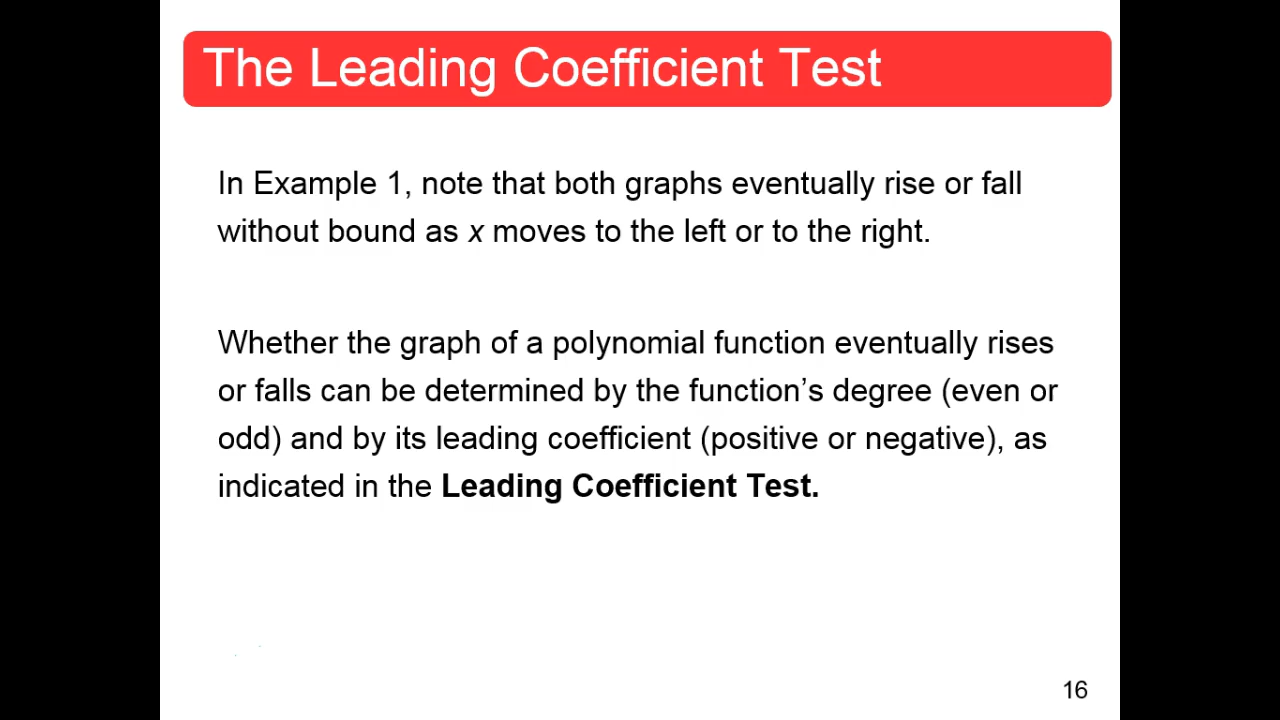 The Leading Coefficient Test
In Example 1, note that both graphs eventually rise or fall
without bound as x moves to the left or to the right.
Whether the graph of a polynomial function eventually rises
or falls can be determined by the function’s degree (even or
odd) and by its leading coefficient (positive or negative), as
indicated in the Leading Coefficient Test.
16